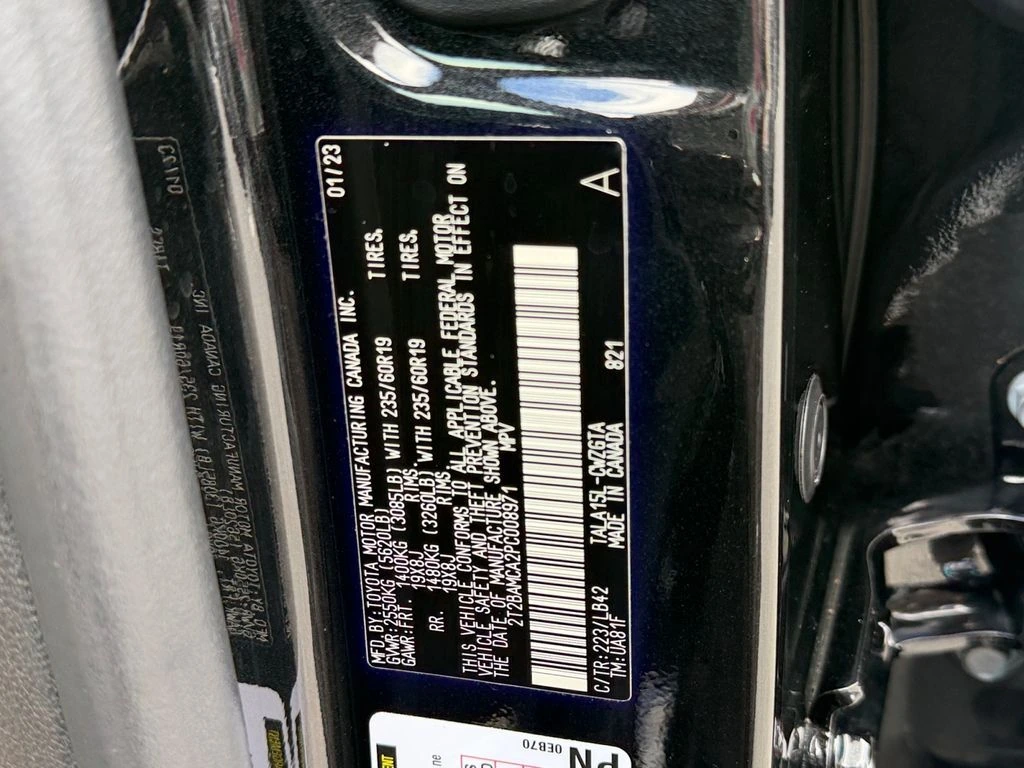 MFD.BY:TOYOTA MOTOR MANUFACTURING CANADA INC. 01/23
GVWR:2550KG (5620LB)
GAWR:FRT. 1400KG (3085LB) WITH 235/60R19 TIRES.
19X8J RIMS.
RR. 1480KG (3260LB) WITH 235/60R19 TIRES.
19X8J RIMS.
THIS VEHICLE CONFORMS TO ALL APPLICABLE FEDERAL MOTOR
VEHICLE SAFETY AND THEFT PREVENTION STANDARDS IN EFFECT ON
THE DATE OF MANUFACTURE SHOWN ABOVE.
2T2BAMCA2PC008971 MPV
C/TR:223/LB42 TALA15L-CWZGTA 821 A
TM:UA81F MADE IN CANADA
0EB70
PN